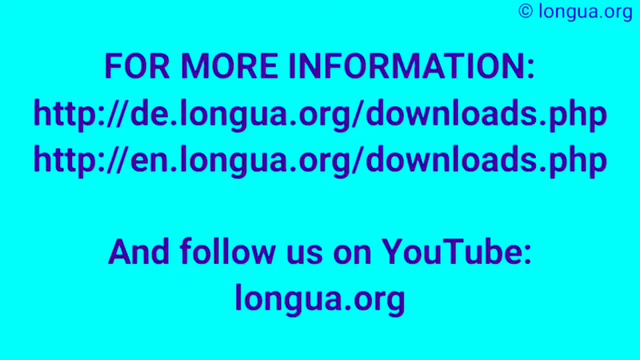 © longua.org
FOR MORE INFORMATION:
http://de.longua.org/downloads.php
http://en.longua.org/downloads.php
And follow us on YouTube:
longua.org